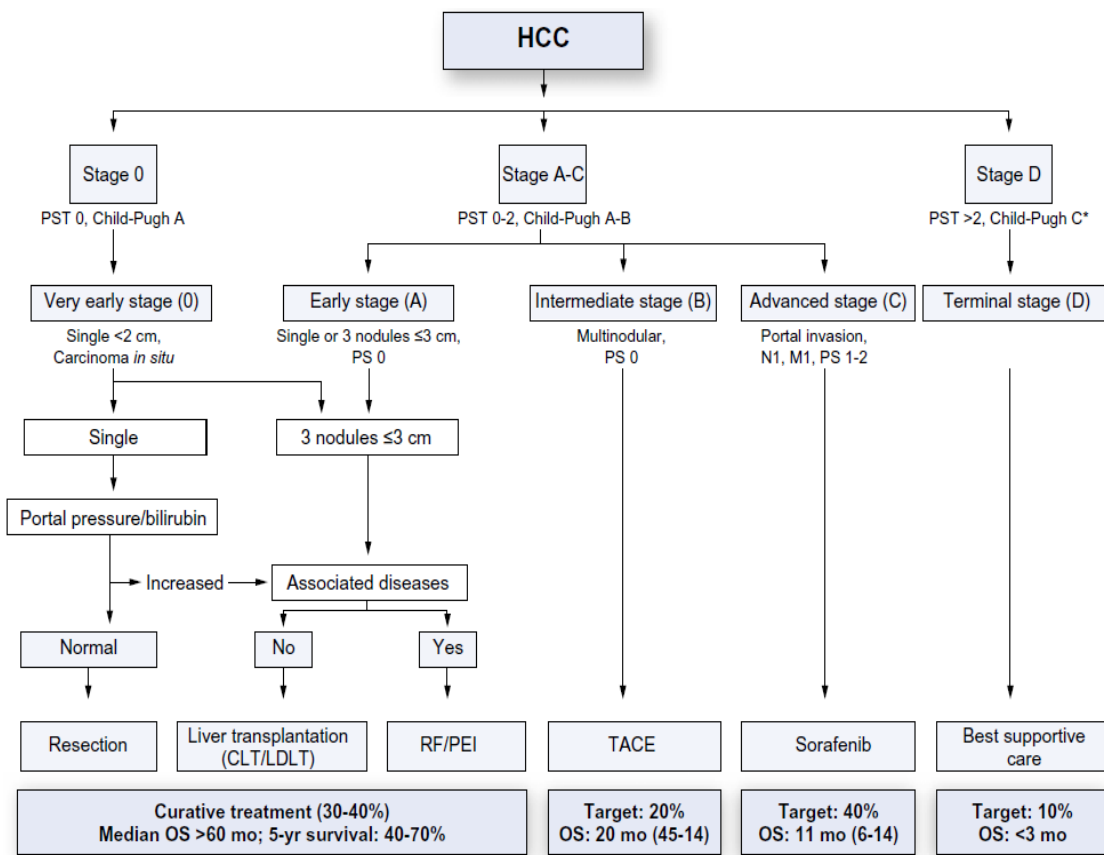 HCC
Stage 0
Stage A-C
Stage D
PST 0, Child-Pugh A
PST 0-2, Child-Pugh A-B
PST >2, Child-Pugh C*
Very early stage (0)
Early stage (A)
Intermediate stage (B)
Advanced stage (C)
Terminal stage (D)
Single <2 cm,
Carcinoma in situ
Single or 3 nodules ≤3 cm,
PS 0
Multinodular,
PS 0
Portal invasion,
N1, M1, PS 1-2
Single
3 nodules ≤3 cm
Portal pressure/bilirubin
Increased
Associated diseases
Normal
No
Yes
Resection
Liver transplantation
(CLT/LDLT)
RF/PEI
TACE
Sorafenib
Best supportive
care
Curative treatment (30-40%)
Median OS >60 mo; 5-yr survival: 40-70%
Target: 20%
OS: 20 mo (45-14)
Target: 40%
OS: 11 mo (6-14)
Target: 10%
OS: <3 mo